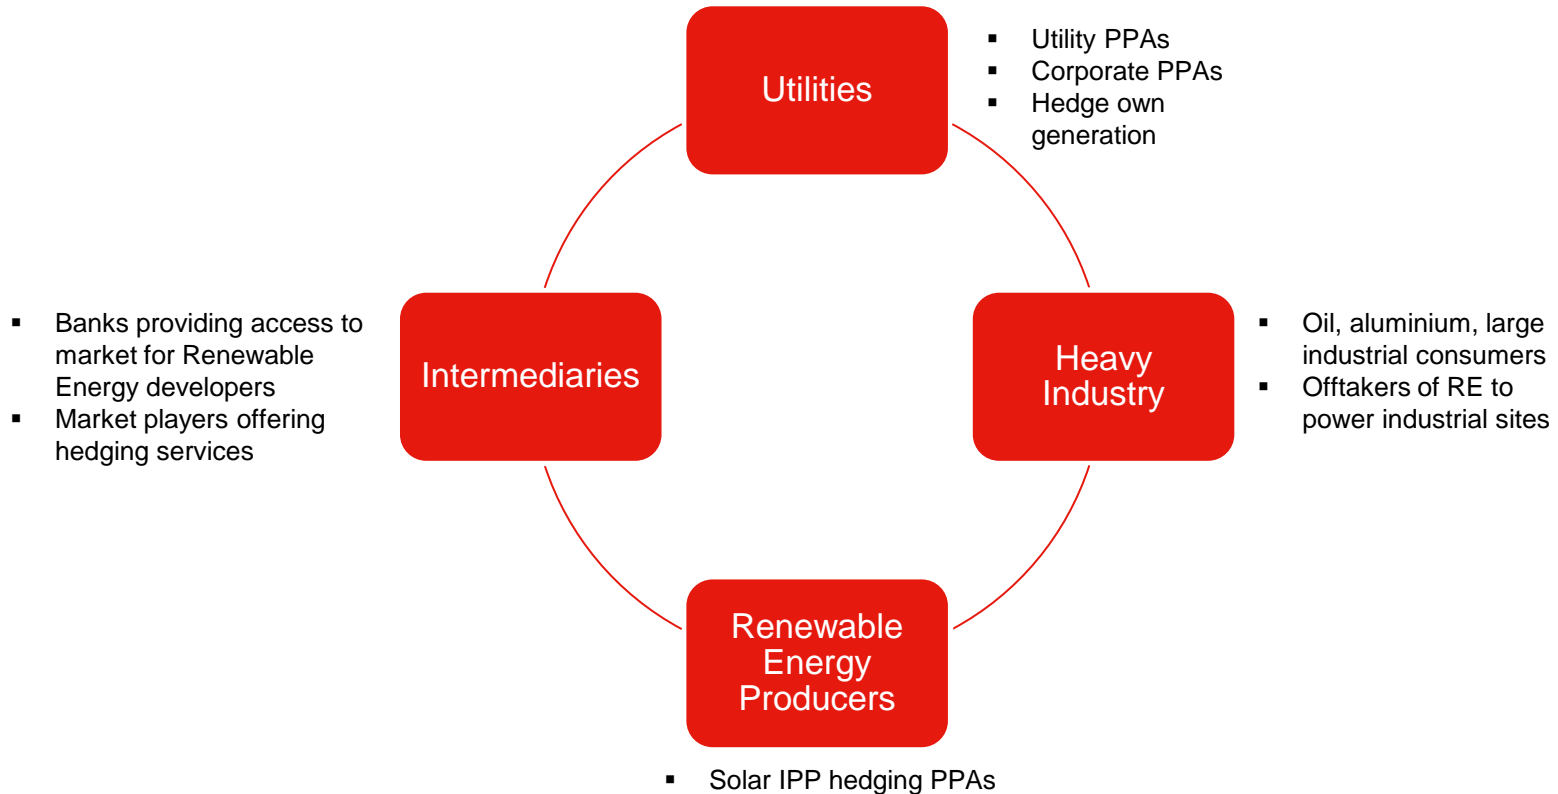 Utilities
▪ Utility PPAs
▪ Corporate PPAs
▪ Hedge own
generation
▪ Banks providing access to
market for Renewable
Energy developers
▪ Market players offering
hedging services
Intermediaries
Heavy
Industry
▪ Oil, aluminium, large
industrial consumers
▪ Offtakers of RE to
power industrial sites
Renewable
Energy
Producers
▪ Solar IPP hedging PPAs